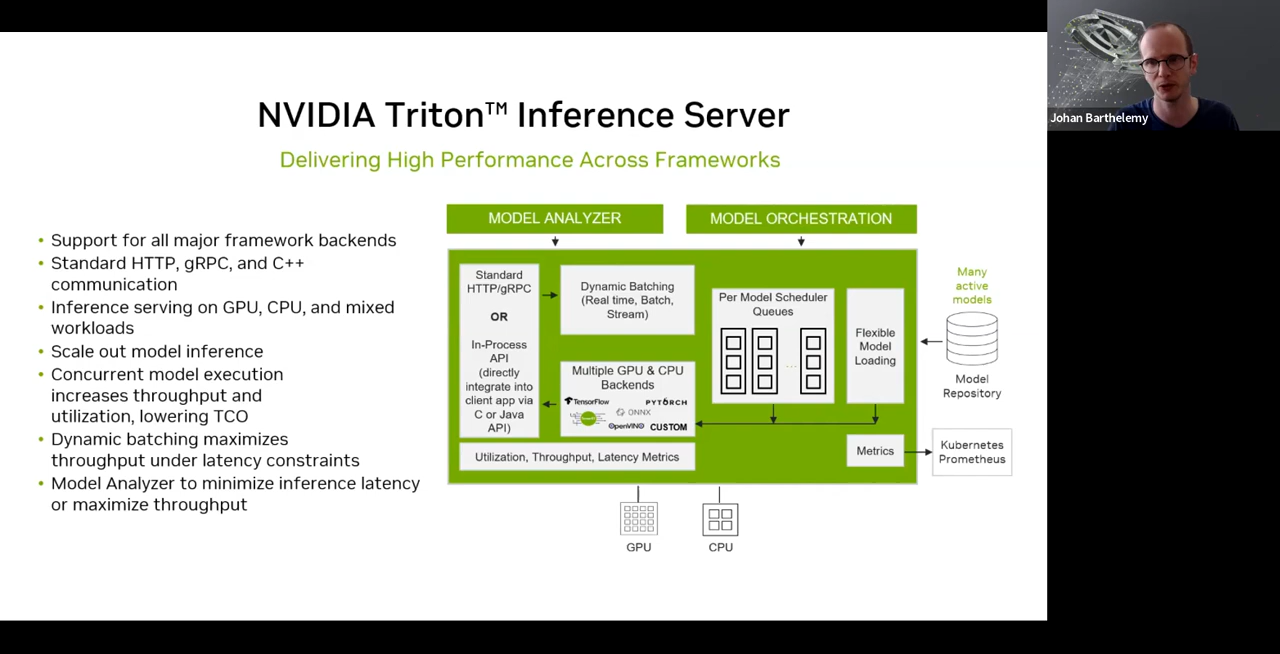 NVIDIA Triton™ Inference Server
Delivering High Performance Across Frameworks
• Support for all major framework backends
• Standard HTTP, gRPC, and C++
communication
• Inference serving on GPU, CPU, and mixed
workloads
• Scale out model inference
• Concurrent model execution
increases throughput and
utilization, lowering TCO
• Dynamic batching maximizes
throughput under latency constraints
• Model Analyzer to minimize inference latency
or maximize throughput
MODEL ANALYZER
MODEL ORCHESTRATION
Standard
HTTP/gRPC
OR
In-Process
API
(directly
integrate into
client app via
C or Java
API)
Dynamic Batching
(Real time, Batch,
Stream)
Multiple GPU & CPU
Backends
TensorFlow
PYTORCH
ONNX
OpenVINO
CUSTOM
Per Model Scheduler
Queues
Flexible
Model
Loading
Many
active
models
Model
Repository
Utilization, Throughput, Latency Metrics
Metrics
Kubernetes
Prometheus
GPU
CPU
Johan Barthelemy